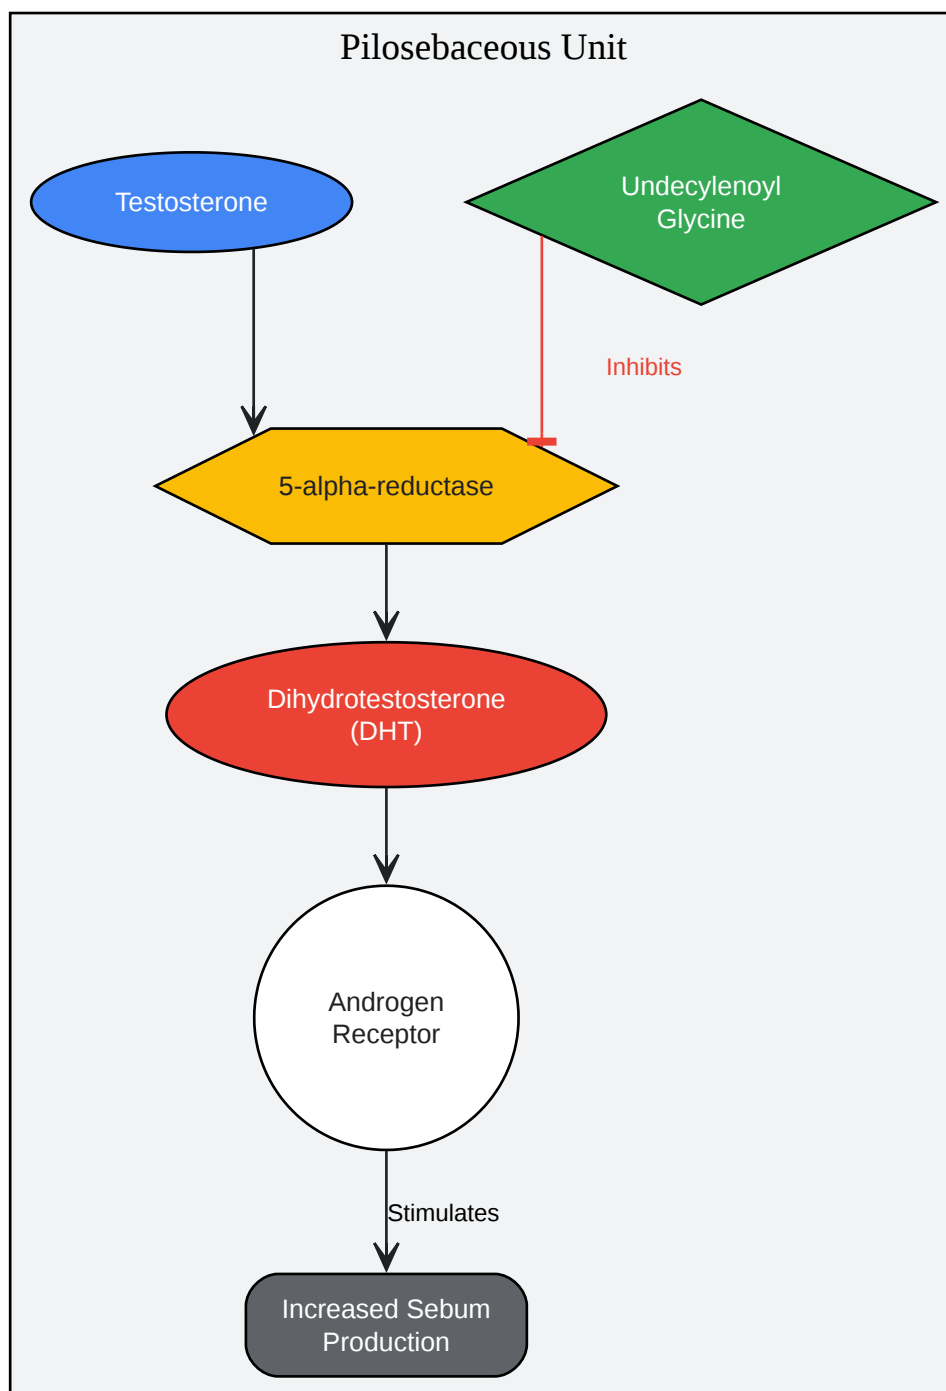 Pilosebaceous Unit
Testosterone
Undecylenoyl
Glycine
Inhibits
5-alpha-reductase
Dihydrotestosterone
(DHT)
Androgen
Receptor
Stimulates
Increased Sebum
Production